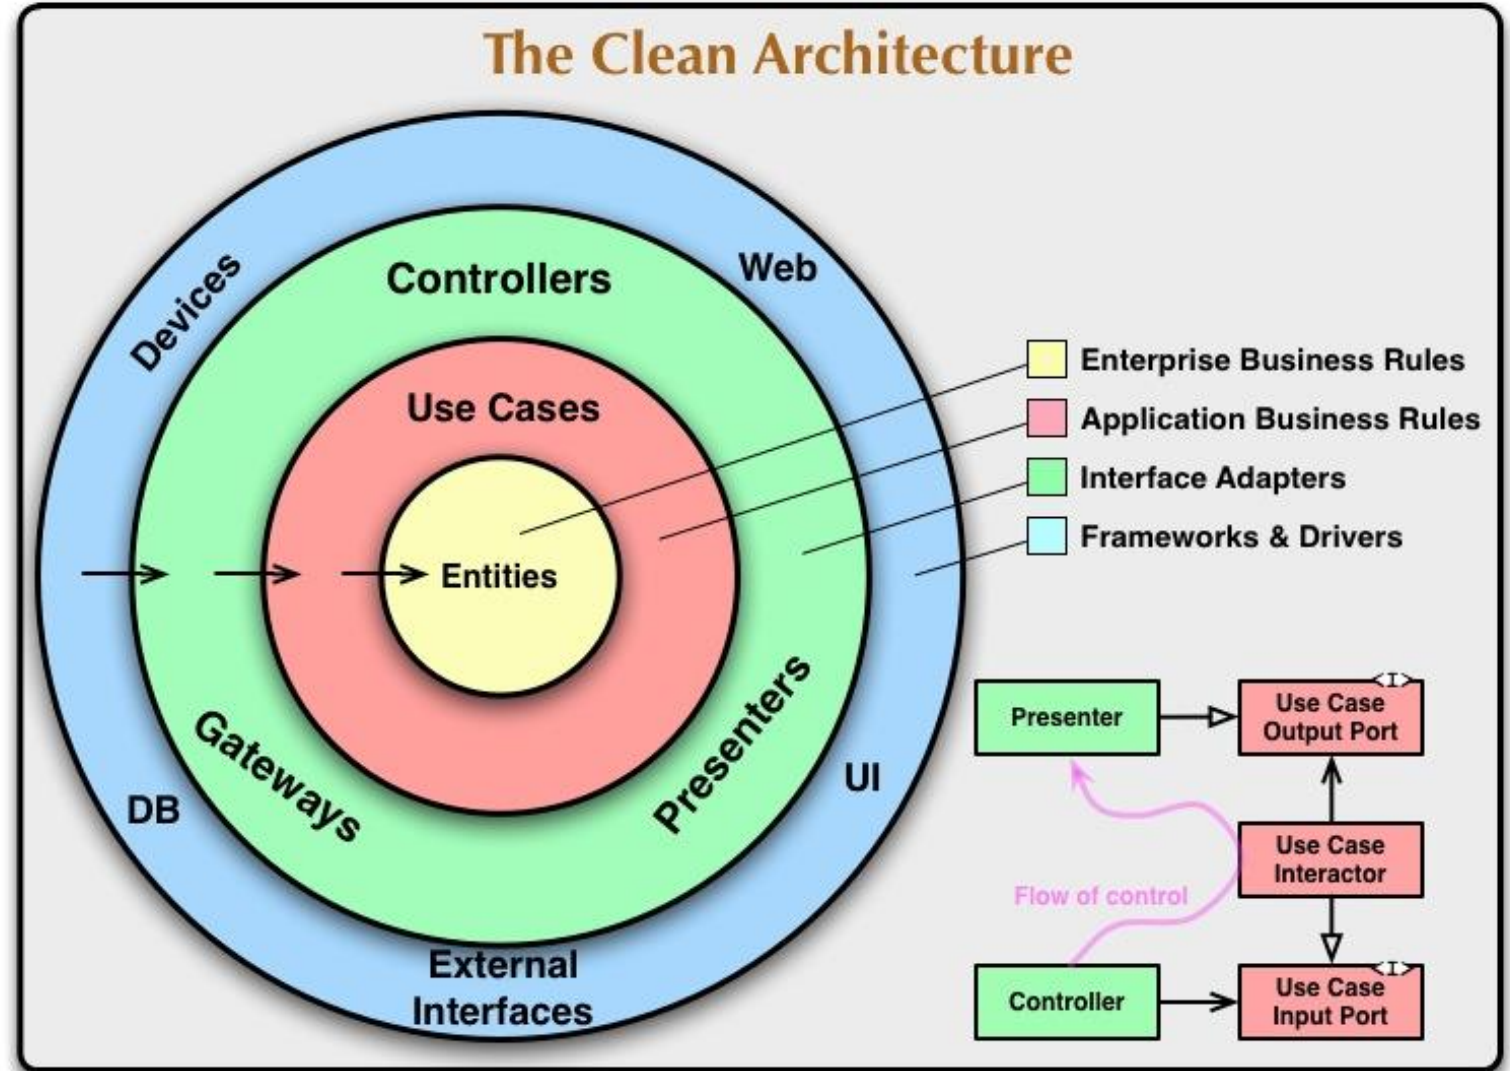 The Clean Architecture
Devices
Web
Controllers
Use Cases
Entities
Gateways
Presenters
DB
UI
External
Interfaces
Enterprise Business Rules
Application Business Rules
Interface Adapters
Frameworks & Drivers
Presenter
<I>
Use Case
Output Port
Use Case
Interactor
Flow of control
Controller
<I>
Use Case
Input Port